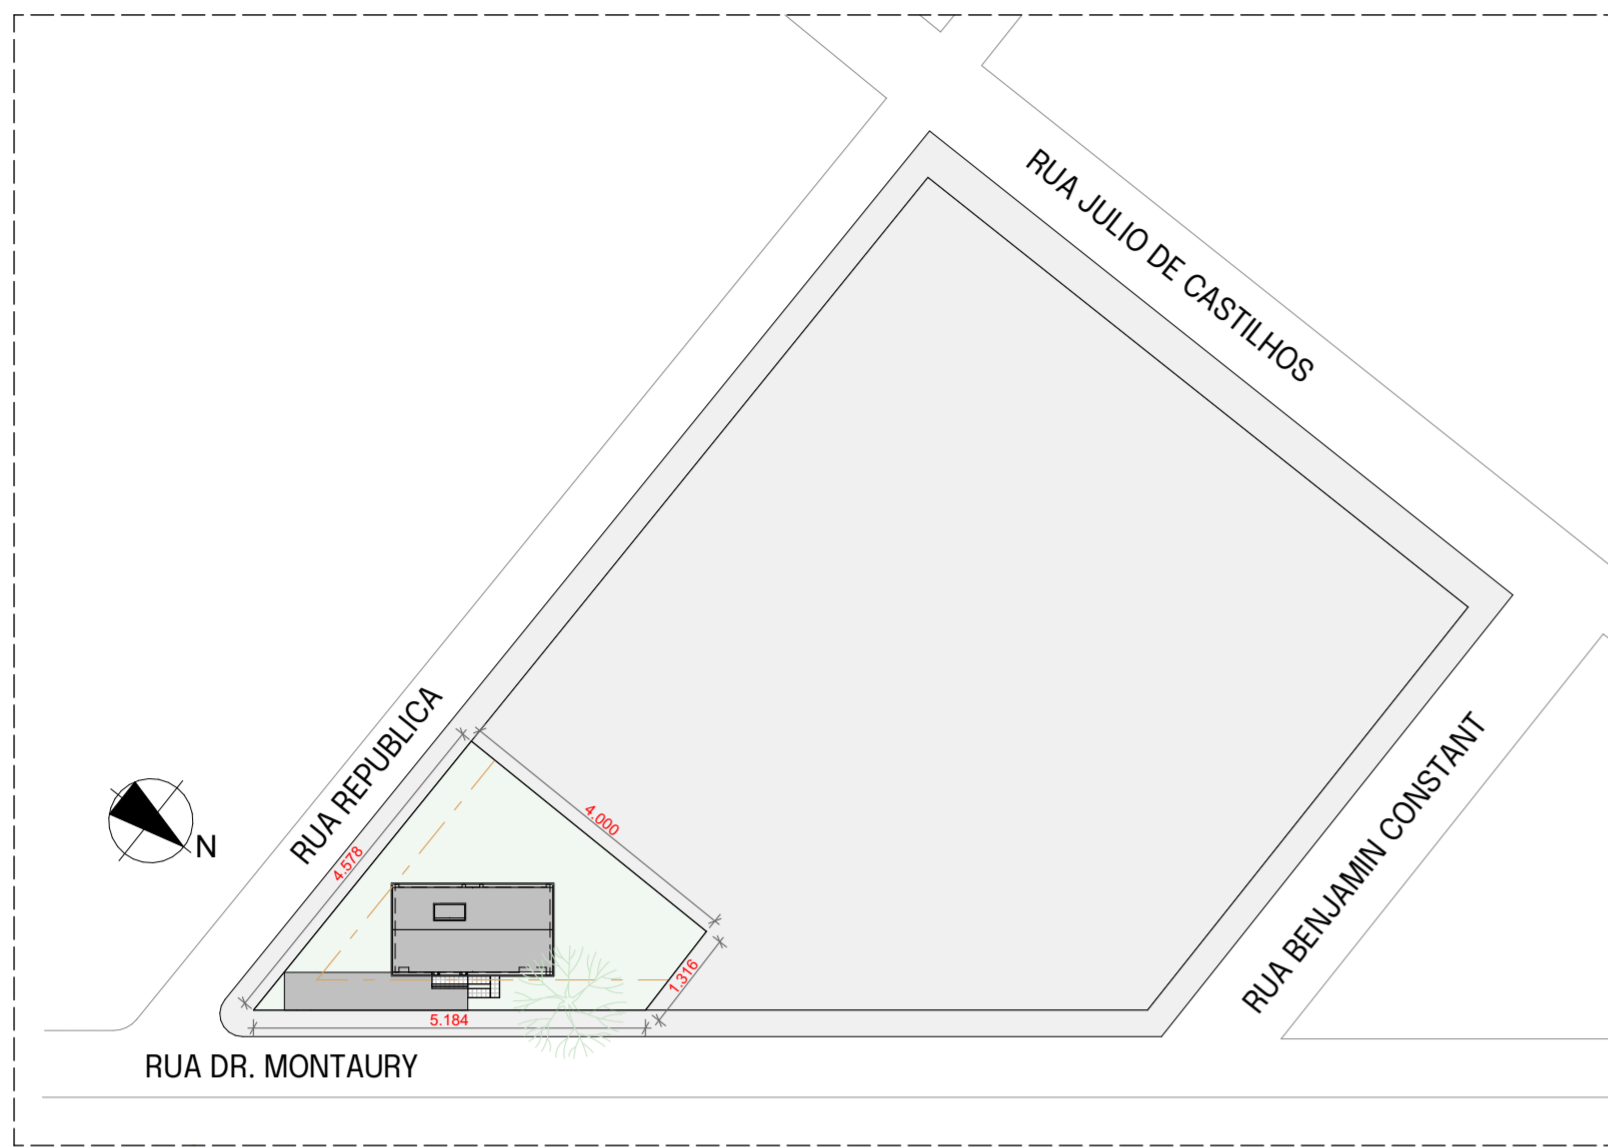 RUA JULIO DE CASTILHOS
RUA REPUBLICA
4.000
4.578
N
RUA BENJAMIN CONSTANT
1.316
5.184
RUA DR. MONTAURY